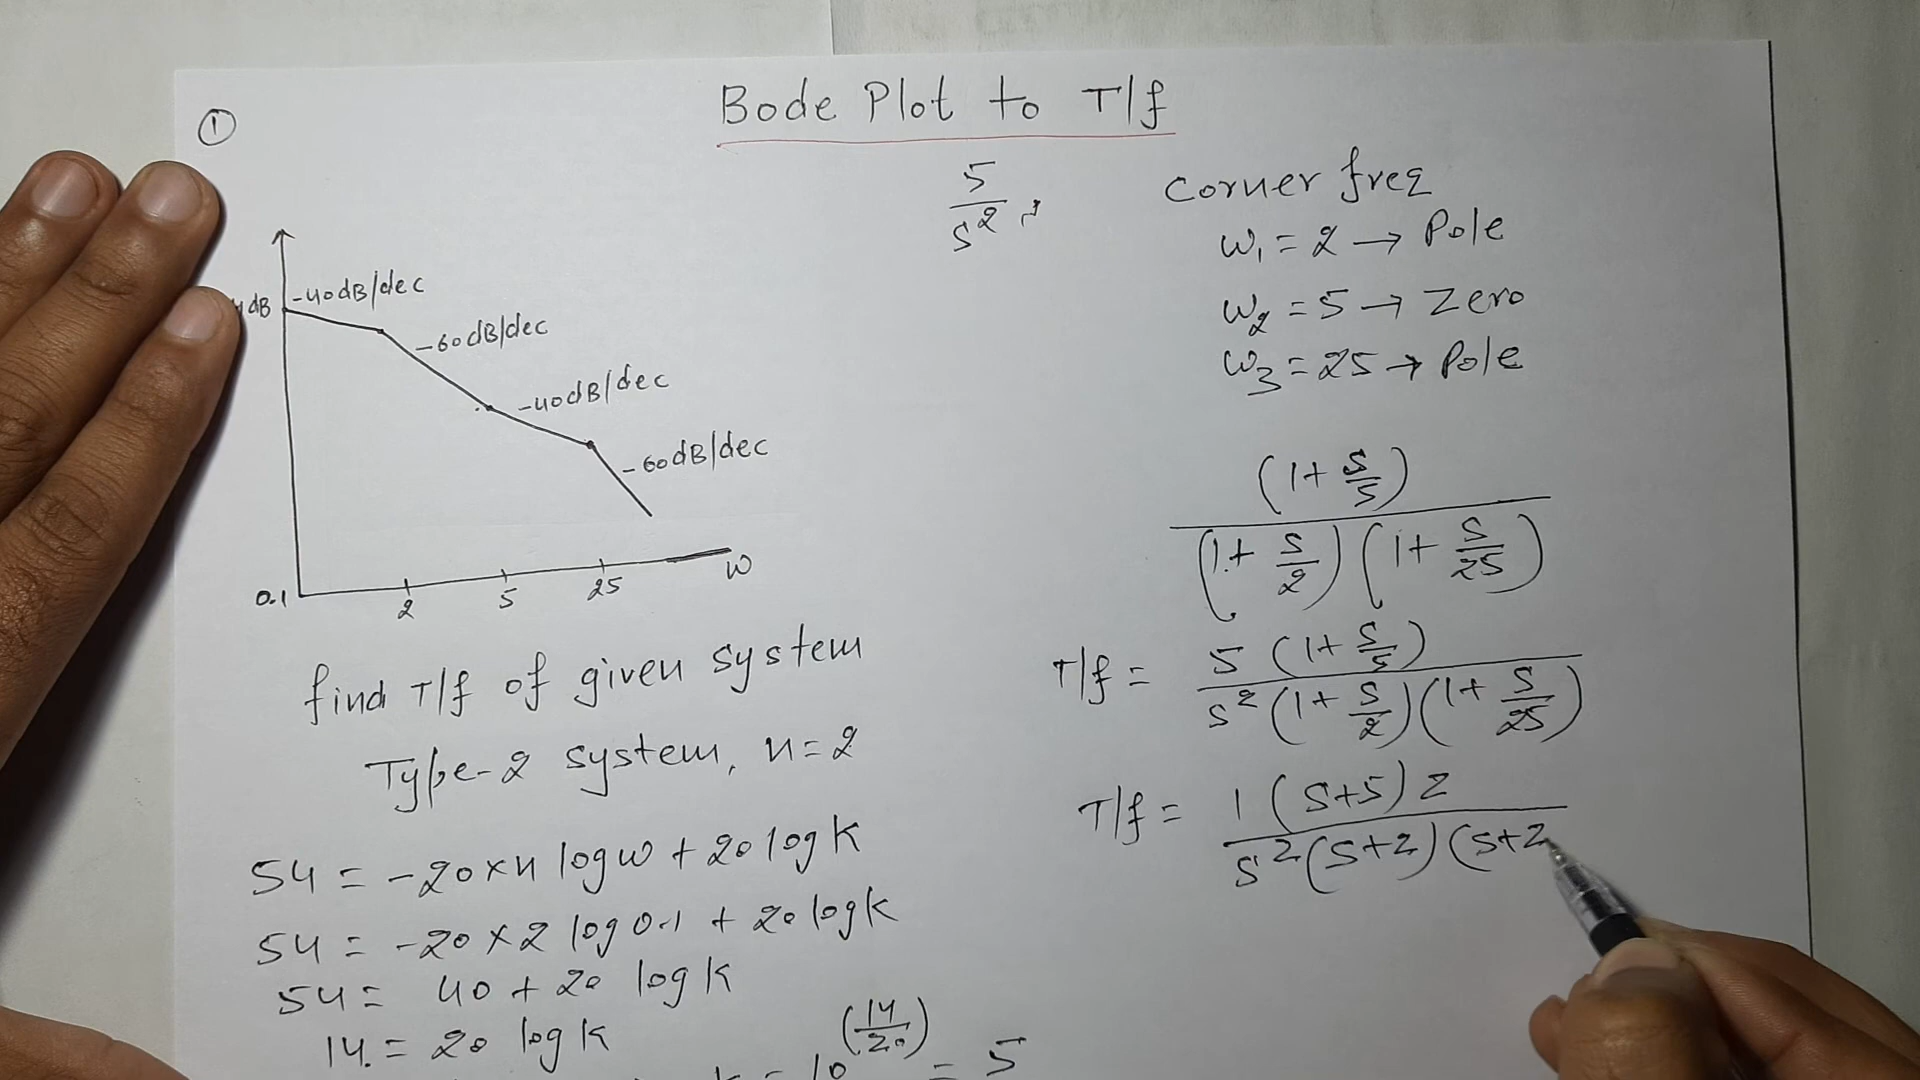 ①
Bode Plot to T/f
5
s²,
Corner freq
ω₁ = 2 → Pole
ω₂ = 5 → Zero
ω₃ = 25 → Pole
dB
-40dB/dec
-60dB/dec
-40dB/dec
-60dB/dec
0.1
2
5
25
ω
find T/f of given system
Type-2 system, n=2
54 = -20×n log ω + 20 log k
54 = -20×2 log 0.1 + 20 log k
54 = 40 + 20 log k
14. = 20 log k
k = 10^(14/20) = 5
(1+ s/5)
(1+ s/2) (1+ s/25)
T/f = 5 (1+ s/5)
s² (1+ s/2) (1+ s/25)
T/f = 1 (s+5) 2
s² (s+2) (s+2